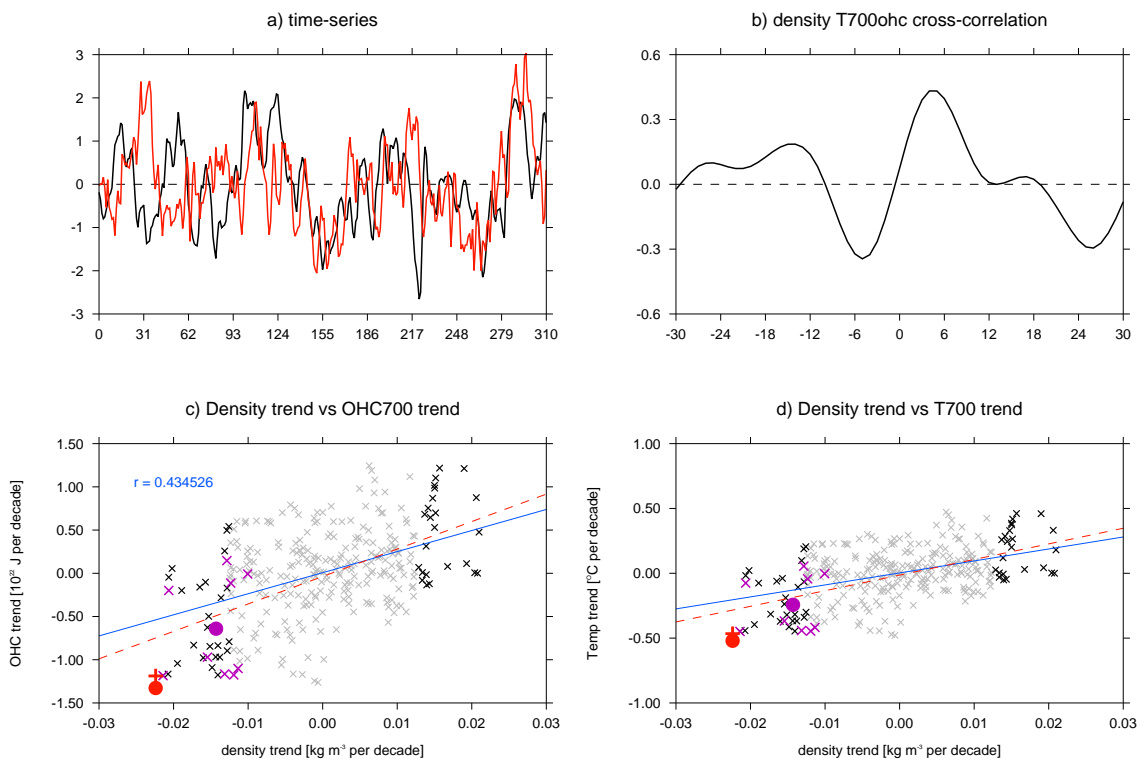 a) time-series
3
2
1
0
-1
-2
-3
0 31 62 93 124 155 186 217 248 279 310
b) density T700ohc cross-correlation
0.6
0.3
0.0
-0.3
-0.6
-30 -24 -18 -12 -6 0 6 12 18 24 30
c) Density trend vs OHC700 trend
OHC trend [10²² J per decade]
1.50
1.00
0.50
0.00
-0.50
-1.00
-1.50
r = 0.434526
-0.03 -0.02 -0.01 0.00 0.01 0.02 0.03
density trend [kg m⁻³ per decade]
d) Density trend vs T700 trend
Temp trend [°C per decade]
1.00
0.50
0.00
-0.50
-1.00
-0.03 -0.02 -0.01 0.00 0.01 0.02 0.03
density trend [kg m⁻³ per decade]